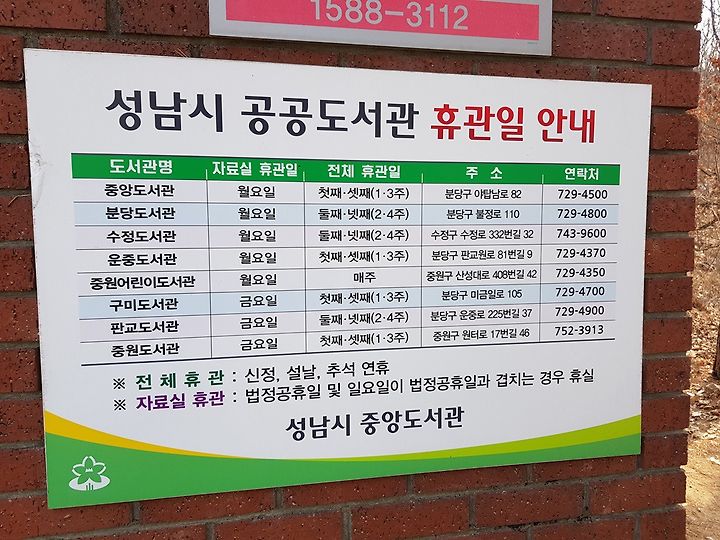 1588-3112
성남시 공공도서관 휴관일 안내
도서관명 자료실 휴관일 전체 휴관일 주 소 연락처
중앙도서관 월요일 첫째·넷째(1·3주) 분당구 야탑남로 82 729-4500
분당도서관 월요일 둘째·넷째(2·4주) 분당구 불정로 110 729-4800
수정도서관 월요일 둘째·넷째(2·4주) 수정구 수정로 332번길 32 743-9600
운중도서관 월요일 첫째·셋째(1·3주) 분당구 판교원로 81번길 9 729-4370
중원어린이도서관 월요일 매주 중원구 산성대로 408번길 42 729-4350
구미도서관 금요일 첫째·셋째(1·3주) 분당구 미금일로 105 729-4700
판교도서관 금요일 둘째·넷째(2·4주) 분당구 운중로 225번길 37 729-4900
중원도서관 금요일 첫째·셋째(1·3주) 중원구 원터로 17번길 46 752-3913
※ 전 체 휴 관 : 신정, 설날, 추석 연휴
※ 자료실 휴관 : 법정공휴일 및 일요일이 법정공휴일과 겹치는 경우 휴실
성남시 중앙도서관